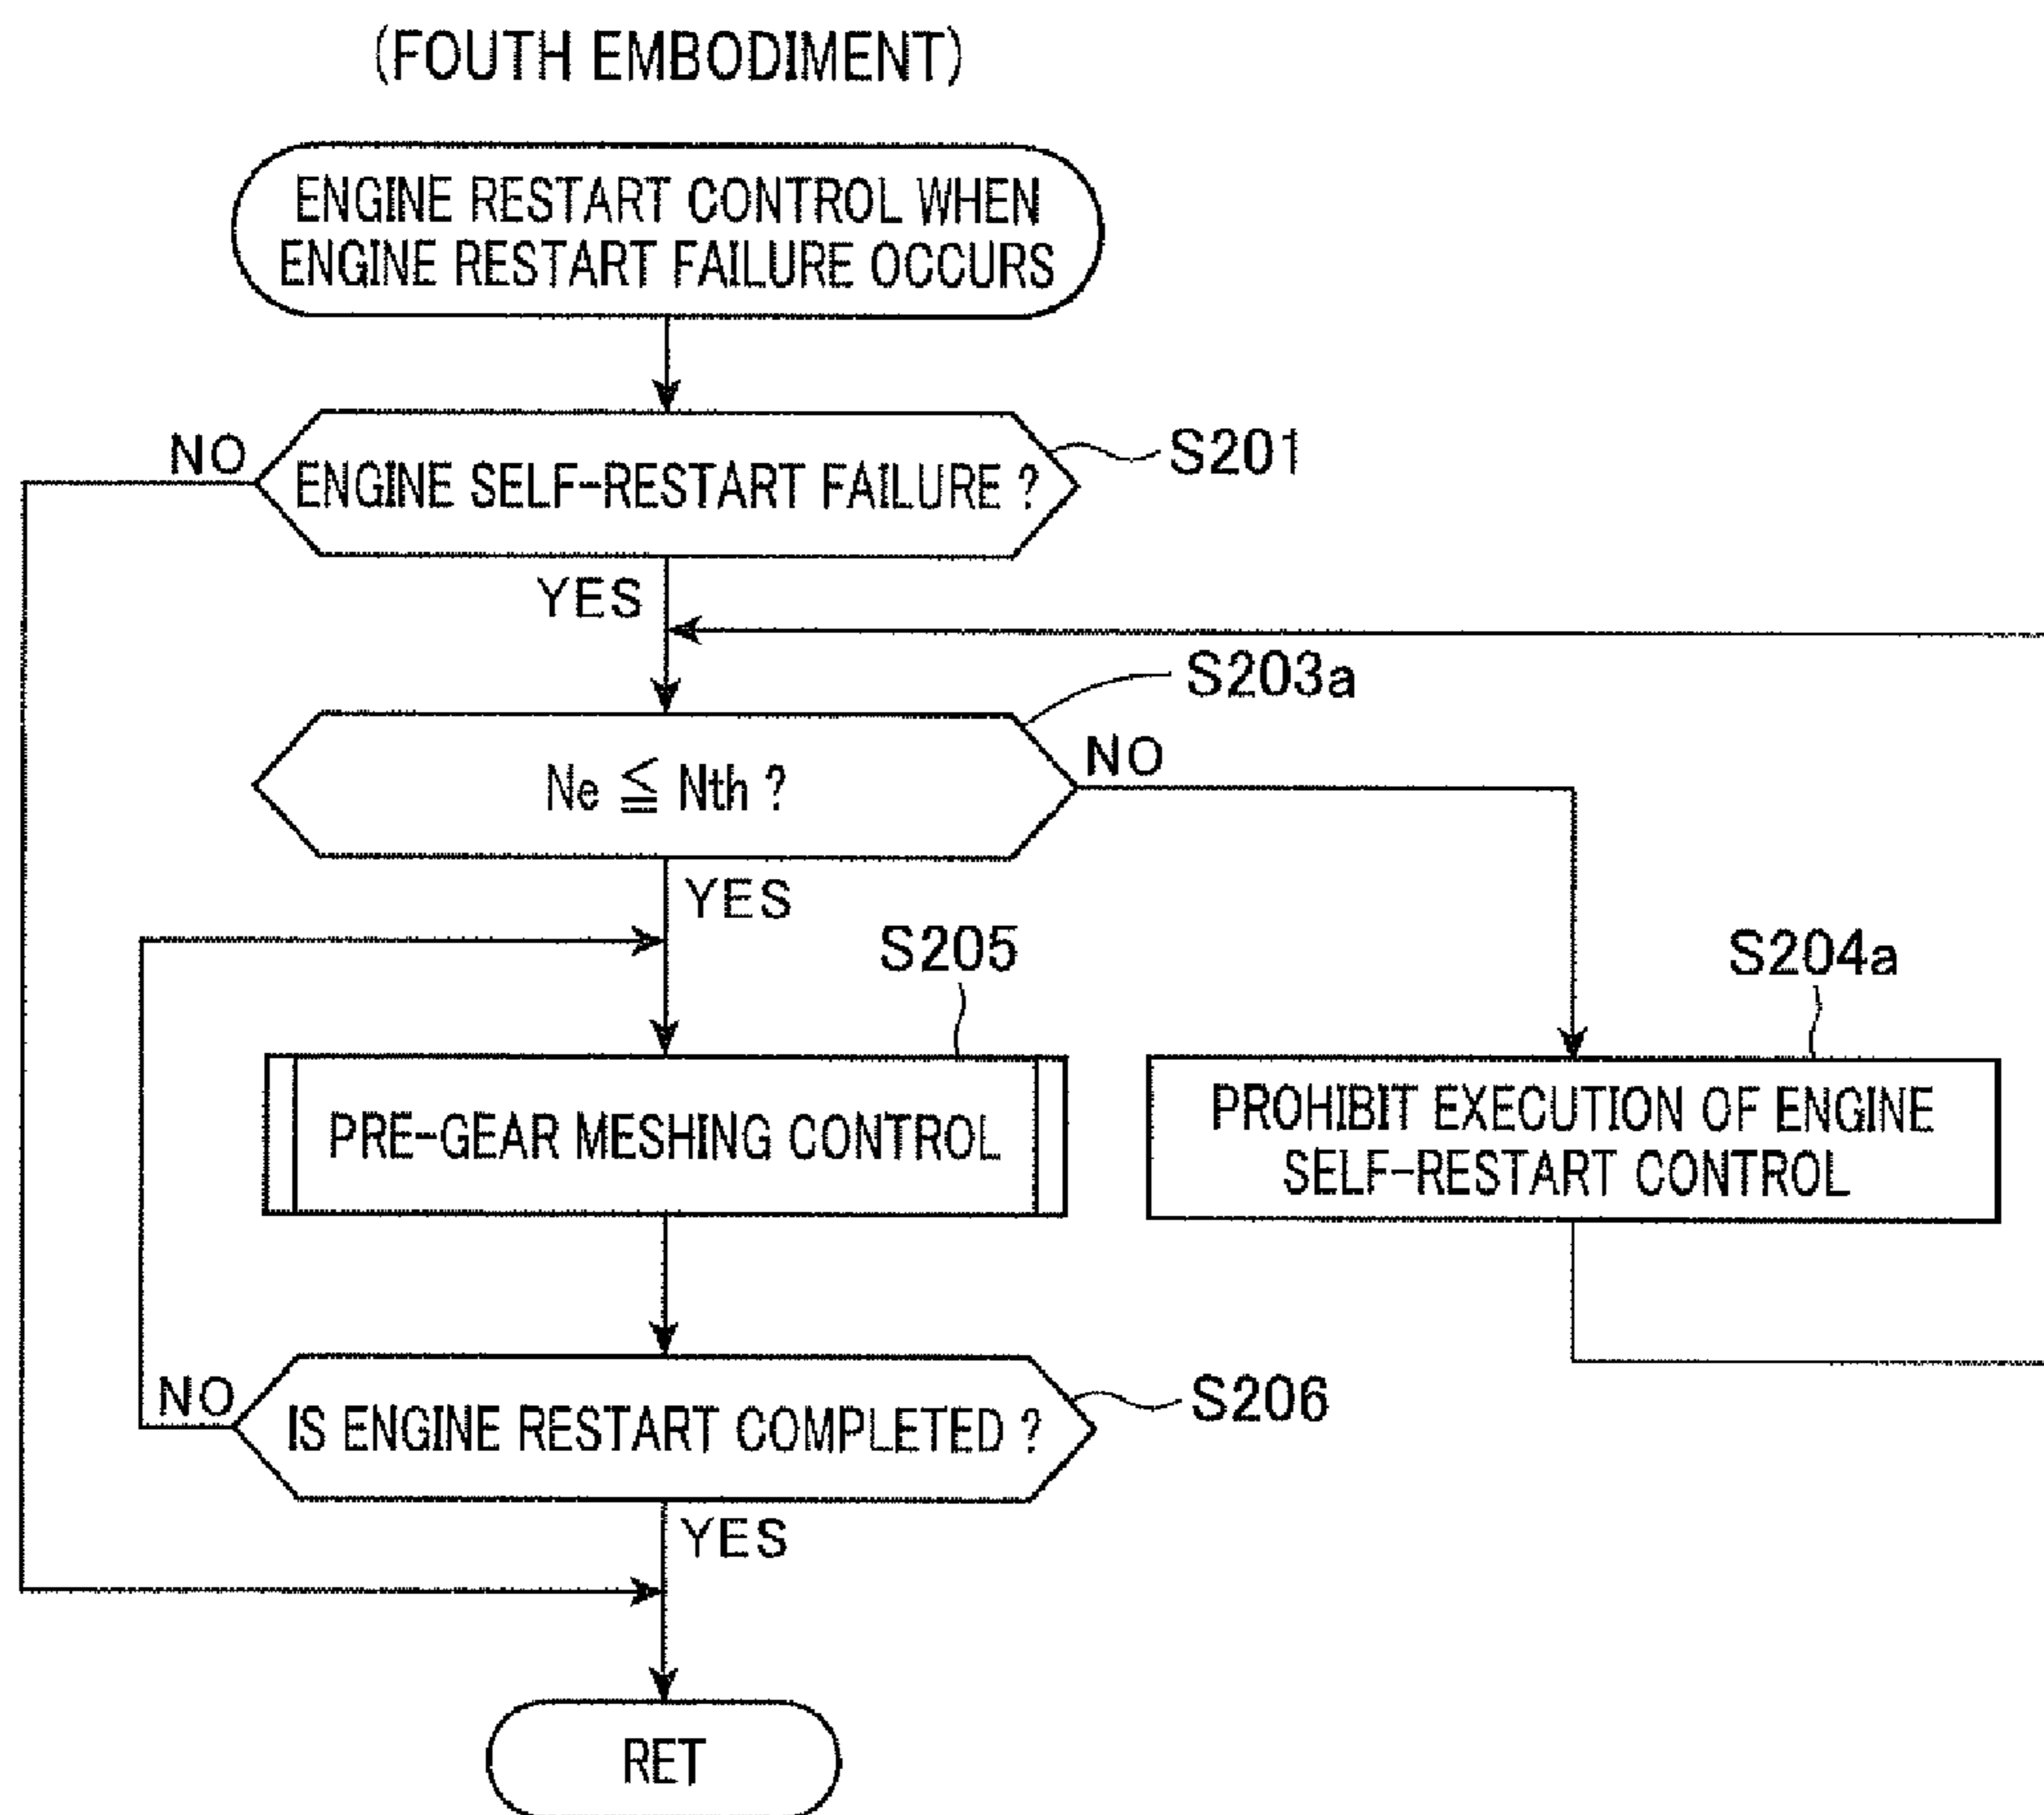 (FOUTH EMBODIMENT)
ENGINE RESTART CONTROL WHEN
ENGINE RESTART FAILURE OCCURS
NO
S201
ENGINE SELF-RESTART FAILURE ?
YES
S203a
Ne ≦ Nth ?
NO
YES
S205
S204a
PRE-GEAR MESHING CONTROL
PROHIBIT EXECUTION OF ENGINE
SELF-RESTART CONTROL
NO
S206
IS ENGINE RESTART COMPLETED ?
YES
RET